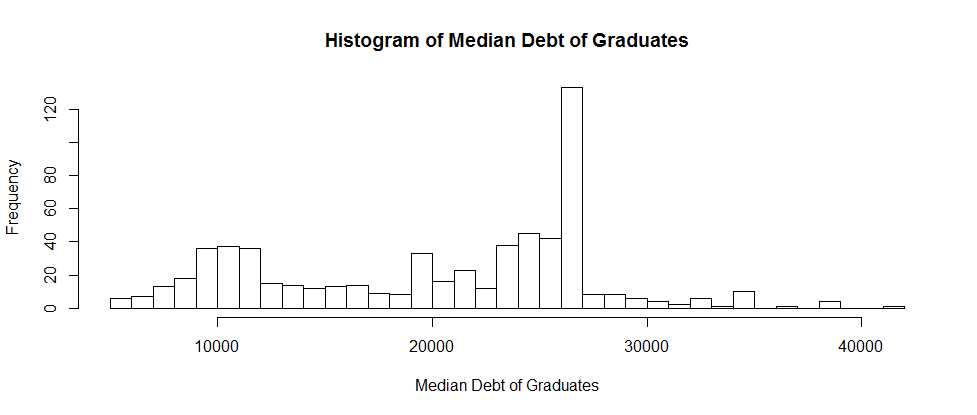 Histogram of Median Debt of Graduates
Frequency
120
80
60
40
20
0
10000 20000 30000 40000
Median Debt of Graduates